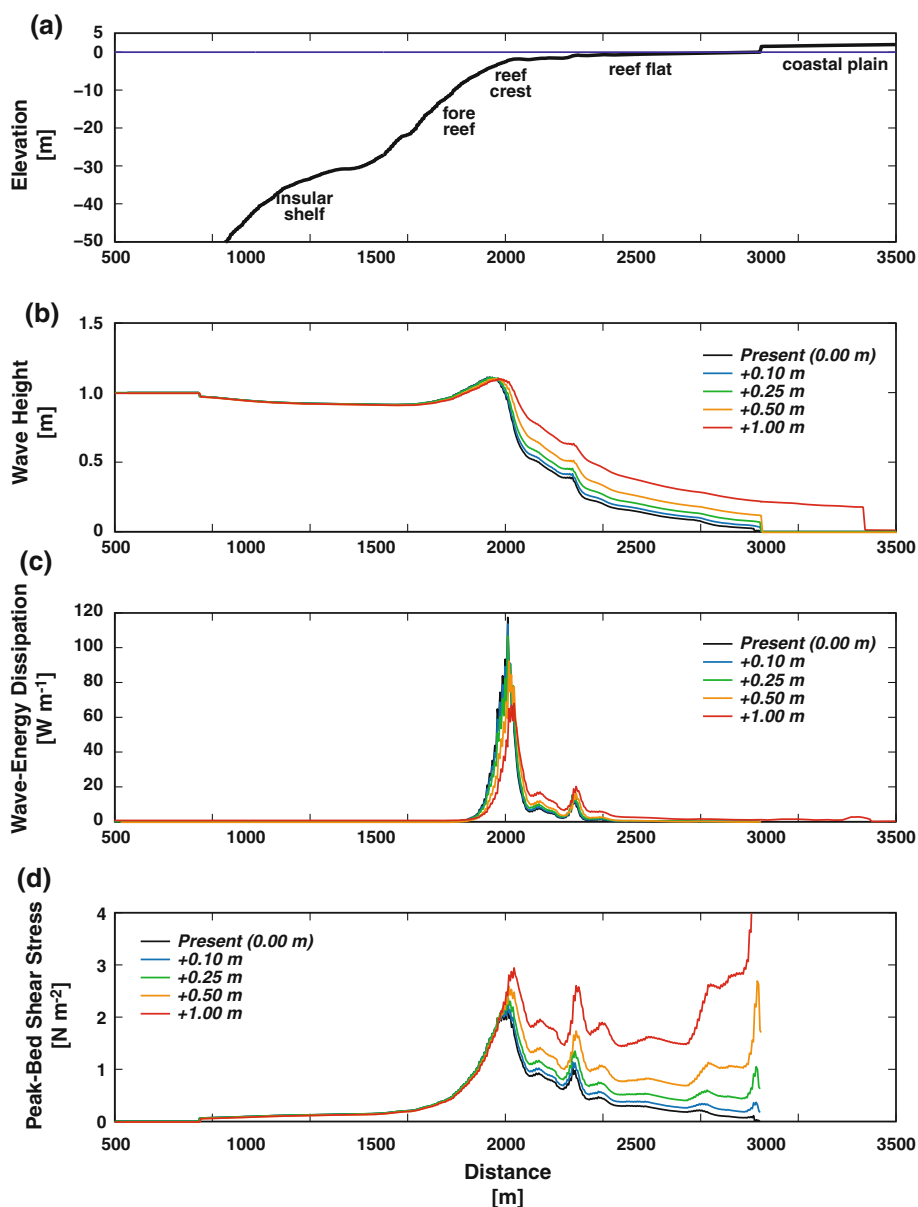 (a)
Elevation
[m]
5
0
−10
−20
−30
−40
−50
reef
crest
reef flat
coastal plain
fore
reef
insular
shelf
500
1000
1500
2000
2500
3000
3500
(b)
Wave Height
[m]
1.5
1.0
0.5
0
Present (0.00 m)
+0.10 m
+0.25 m
+0.50 m
+1.00 m
500
1000
1500
2000
2500
3000
3500
(c)
Wave-Energy Dissipation
[W m-1]
120
100
80
60
40
20
0
Present (0.00 m)
+0.10 m
+0.25 m
+0.50 m
+1.00 m
500
1000
1500
2000
2500
3000
3500
(d)
Peak-Bed Shear Stress
[N m-2]
4
3
2
1
0
Present (0.00 m)
+0.10 m
+0.25 m
+0.50 m
+1.00 m
500
1000
1500
2000
2500
3000
3500
Distance
[m]